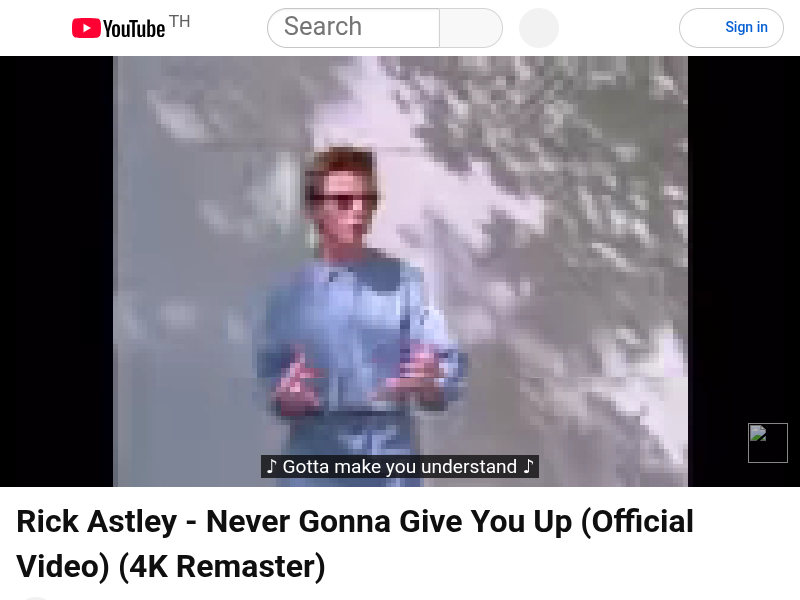 YouTube TH
Search
Sign in
♪ Gotta make you understand ♪
Rick Astley - Never Gonna Give You Up (Official
Video) (4K Remaster)